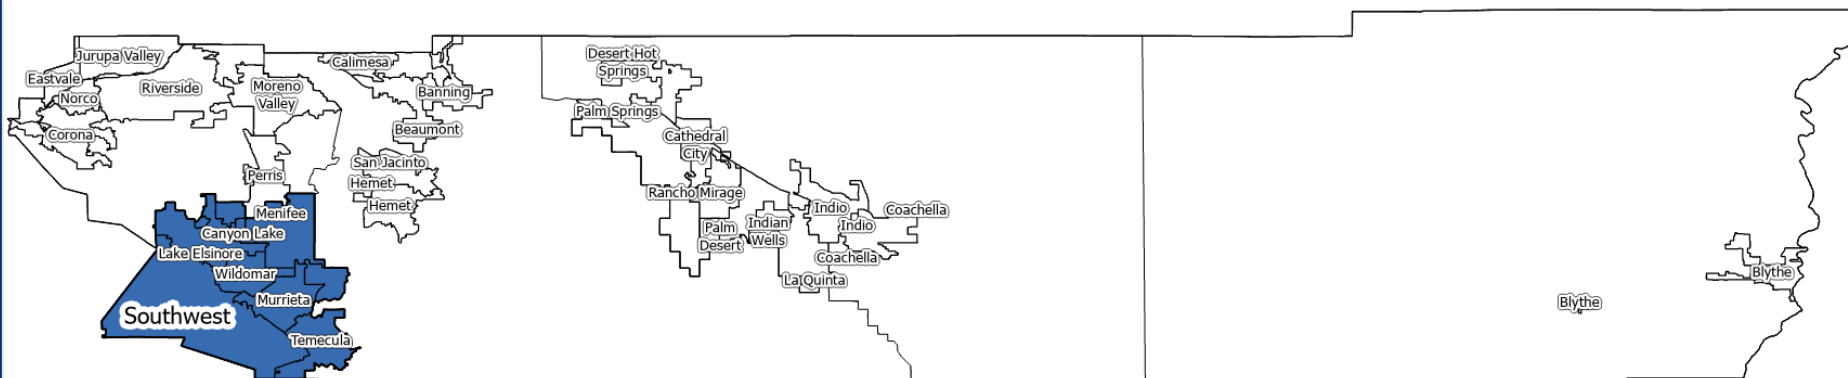 Jurupa Valley
Eastvale
Norco
Riverside
Corona
Moreno
Valley
Perris
Calimesa
Banning
Beaumont
San Jacinto
Hemet
Hemet
Menifee
Canyon Lake
Lake Elsinore
Wildomar
Murrieta
Southwest
Temecula
Desert Hot
Springs
Palm Springs
Cathedral
City
Rancho Mirage
Palm
Desert
Indian
Wells
Indio
Indio
Coachella
Coachella
La Quinta
Blythe
Blythe